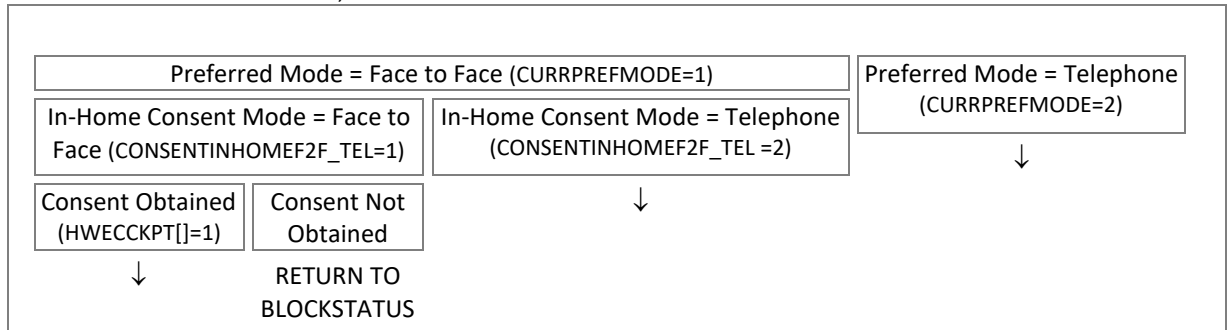 Preferred Mode = Face to Face (CURRPREFMODE=1)
Preferred Mode = Telephone
(CURRPREFMODE=2)
In-Home Consent Mode = Face to
Face (CONSENTINHOMEF2F_TEL=1)
In-Home Consent Mode = Telephone
(CONSENTINHOMEF2F_TEL =2)
↓
Consent Obtained
(HWECCKPT[]=1)
Consent Not
Obtained
↓
↓
RETURN TO
BLOCKSTATUS